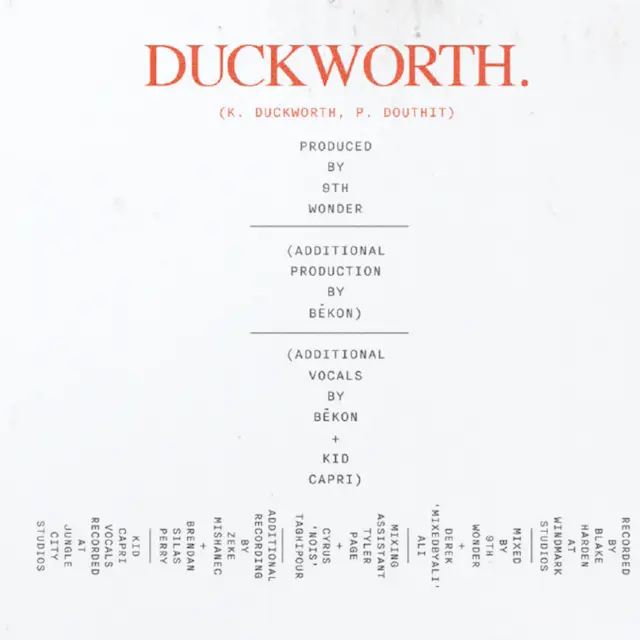 DUCKWORTH.
(K. DUCKWORTH, P. DOUTHIT)
PRODUCED
BY
9TH
WONDER
(ADDITIONAL
PRODUCTION
BY
BĒKON)
(ADDITIONAL
VOCALS
BY
BĒKON
+
KID
CAPRI)
RECORDED
BY
BLAKE
HARDEN
AT
WINDMARK
STUDIOS
MIXED
BY
9TH
WONDER
+
DEREK
'MIXEDBYALI'
ALI
MIXING
ASSISTANT
TYLER
PAGE
+
CYRUS
'NOIS'
TAGHIPOUR
ADDITIONAL
RECORDING
BY
ZEKE
MISHANEC
+
BRENDAN
SILAS
PERRY
KID
CAPRI
VOCALS
RECORDED
AT
JUNGLE
CITY
STUDIOS